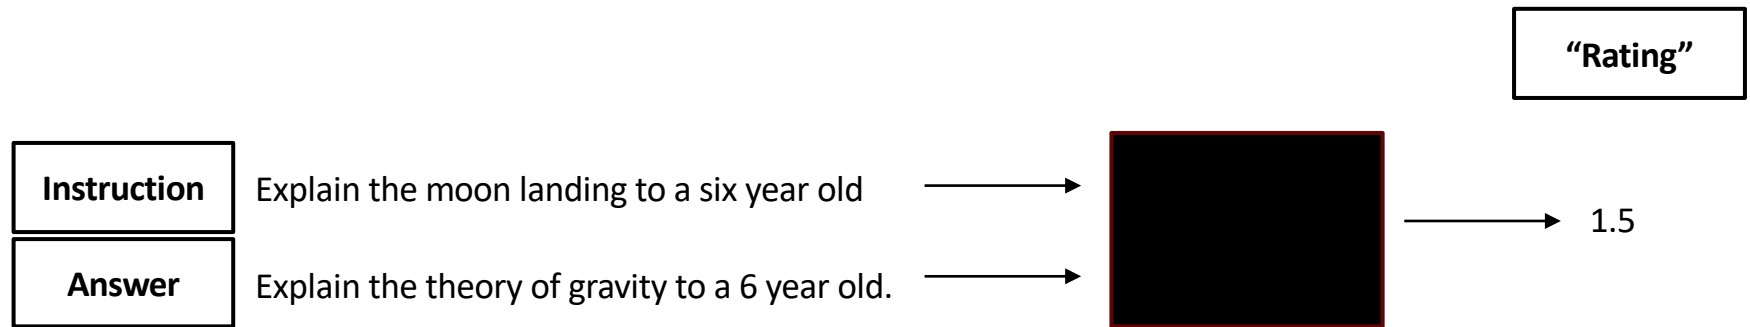 “Rating”
Instruction Explain the moon landing to a six year old
1.5
Answer Explain the theory of gravity to a 6 year old.